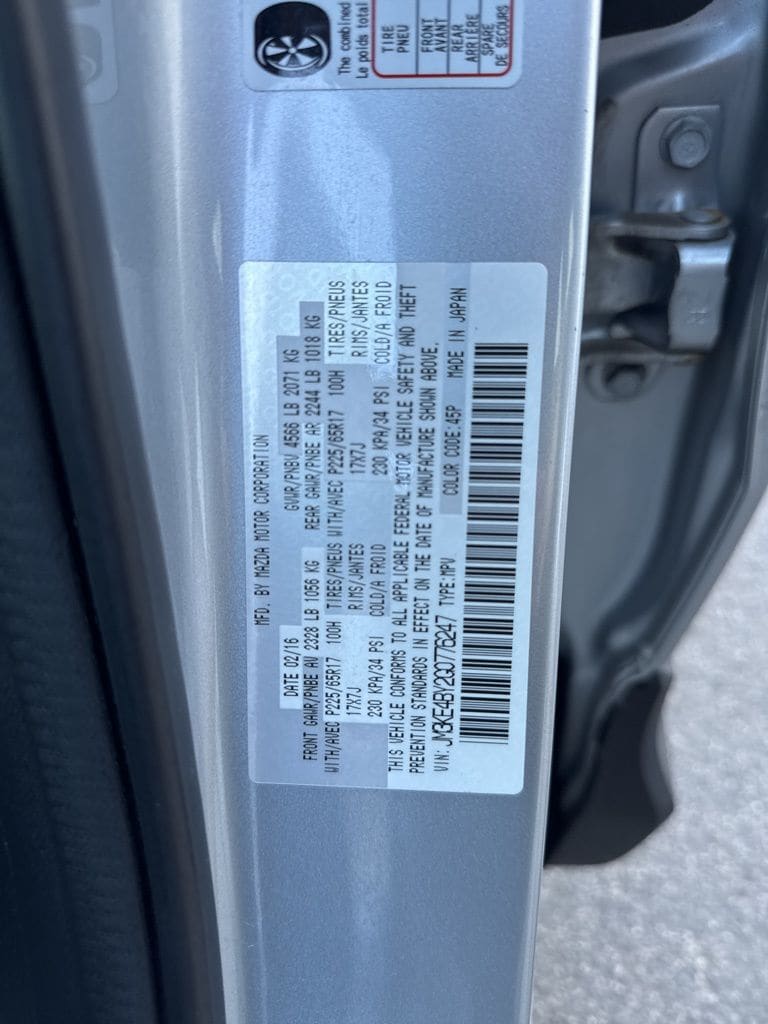 The combined
Le poids total
TIRE
PNEU
FRONT
AVANT
REAR
ARRIERE
SPARE
DE SECOURS
MFD. BY MAZDA MOTOR CORPORATION
DATE 02/16 GVWR/PNBV 4566 LB 2071 KG
FRONT GAWR/PNBE AV 2328 LB 1056 KG REAR GAWR/PNBE AR 2244 LB 1018 KG
WITH/AVEC P225/65R17 100H TIRES/PNEUS WITH/AVEC P225/65R17 100H TIRES/PNEUS
17X7J RIMS/JANTES 17X7J RIMS/JANTES
230 KPA/34 PSI COLD/A FROID 230 KPA/34 PSI COLD/A FROID
THIS VEHICLE CONFORMS TO ALL APPLICABLE FEDERAL MOTOR VEHICLE SAFETY AND THEFT
PREVENTION STANDARDS IN EFFECT ON THE DATE OF MANUFACTURE SHOWN ABOVE.
VIN: JM3KE4BY2G0776247 TYPE:MPV COLOR CODE:45P MADE IN JAPAN